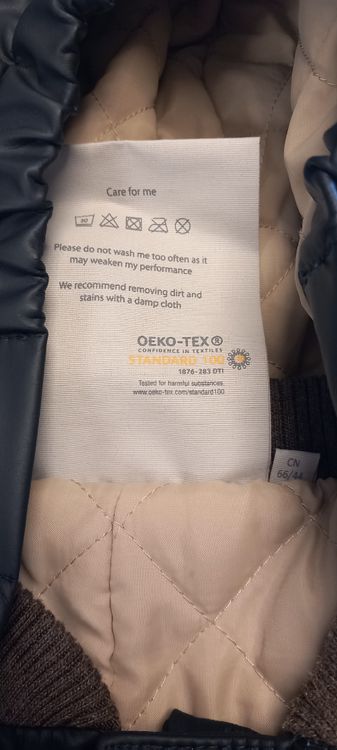 Care for me
Please do not wash me too often as it
may weaken my performance
We recommend removing dirt and
stains with a damp cloth
OEKO-TEX®
CONFIDENCE IN TEXTILES
STANDARD 100
1876-283 DTI
Tested for harmful substances
www.oeko-tex.com/standard100
CN
66/44